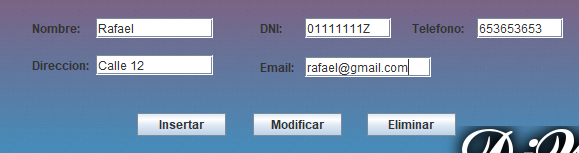 Nombre: Rafael DNI: 01111111Z Telefono: 653653653
Direccion: Calle 12 Email: rafael@gmail.com
Insertar Modificar Eliminar